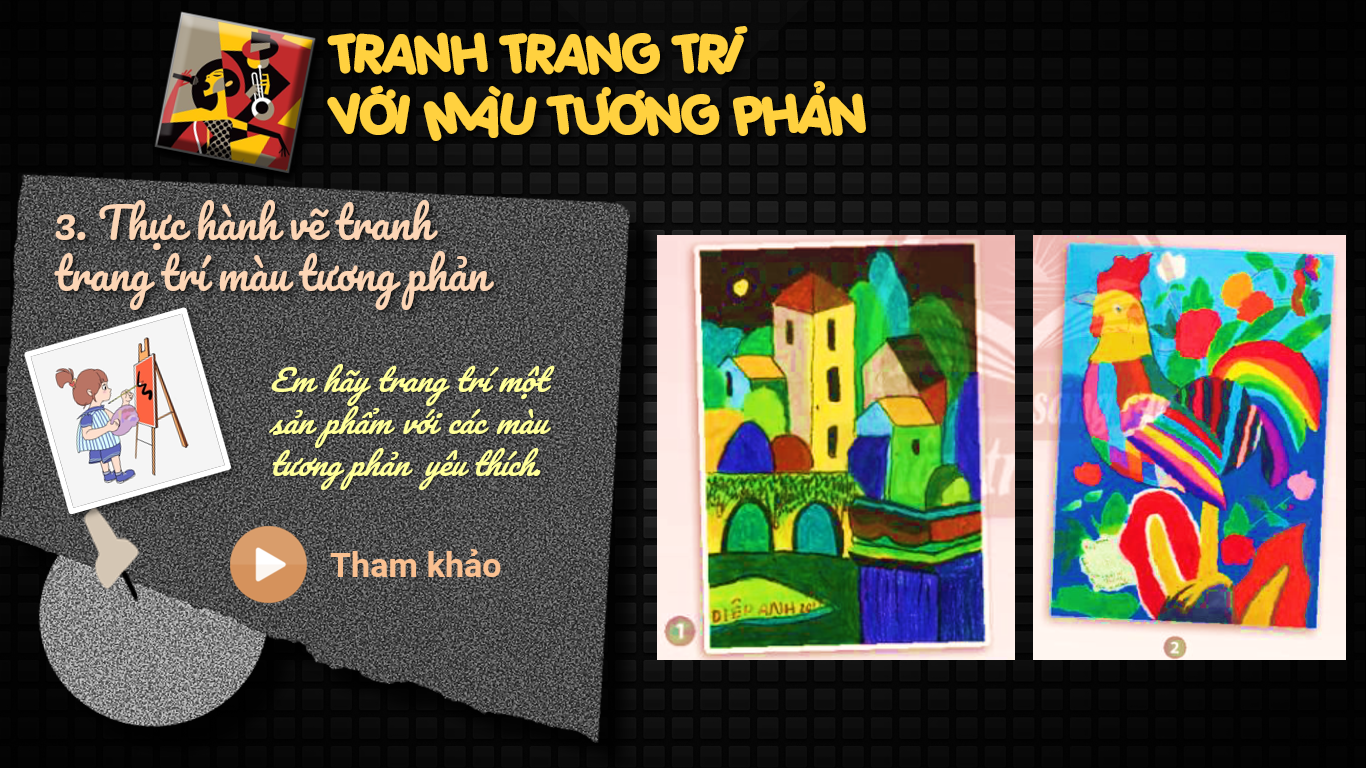 TRANH TRANG TRÍ
VỚI MÀU TƯƠNG PHẢN
3. Thực hành vẽ tranh
trang trí màu tương phản
Em hãy trang trí một
sản phẩm với các màu
tương phản yêu thích.
Tham khảo
DIỆP ANH
1
2